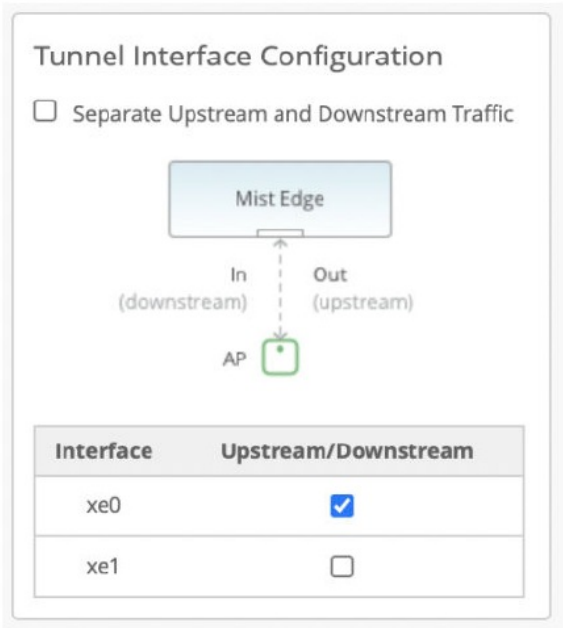 Tunnel Interface Configuration
Separate Upstream and Downstream Traffic
Mist Edge
In Out
(downstream) (upstream)
AP
Interface Upstream/Downstream
xe0
xe1